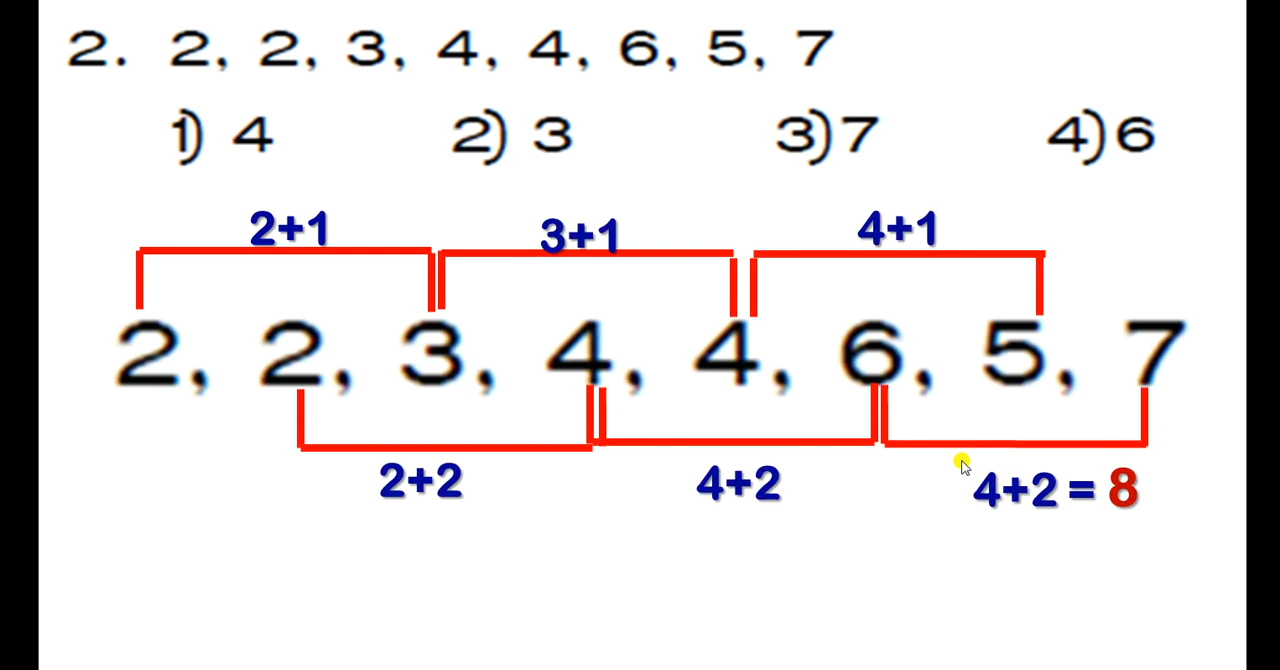 2. 2, 2, 3, 4, 4, 6, 5, 7
1) 4 2) 3 3) 7 4) 6
2+1 3+1 4+1
2, 2, 3, 4, 4, 6, 5, 7
2+2 4+2 4+2 = 8